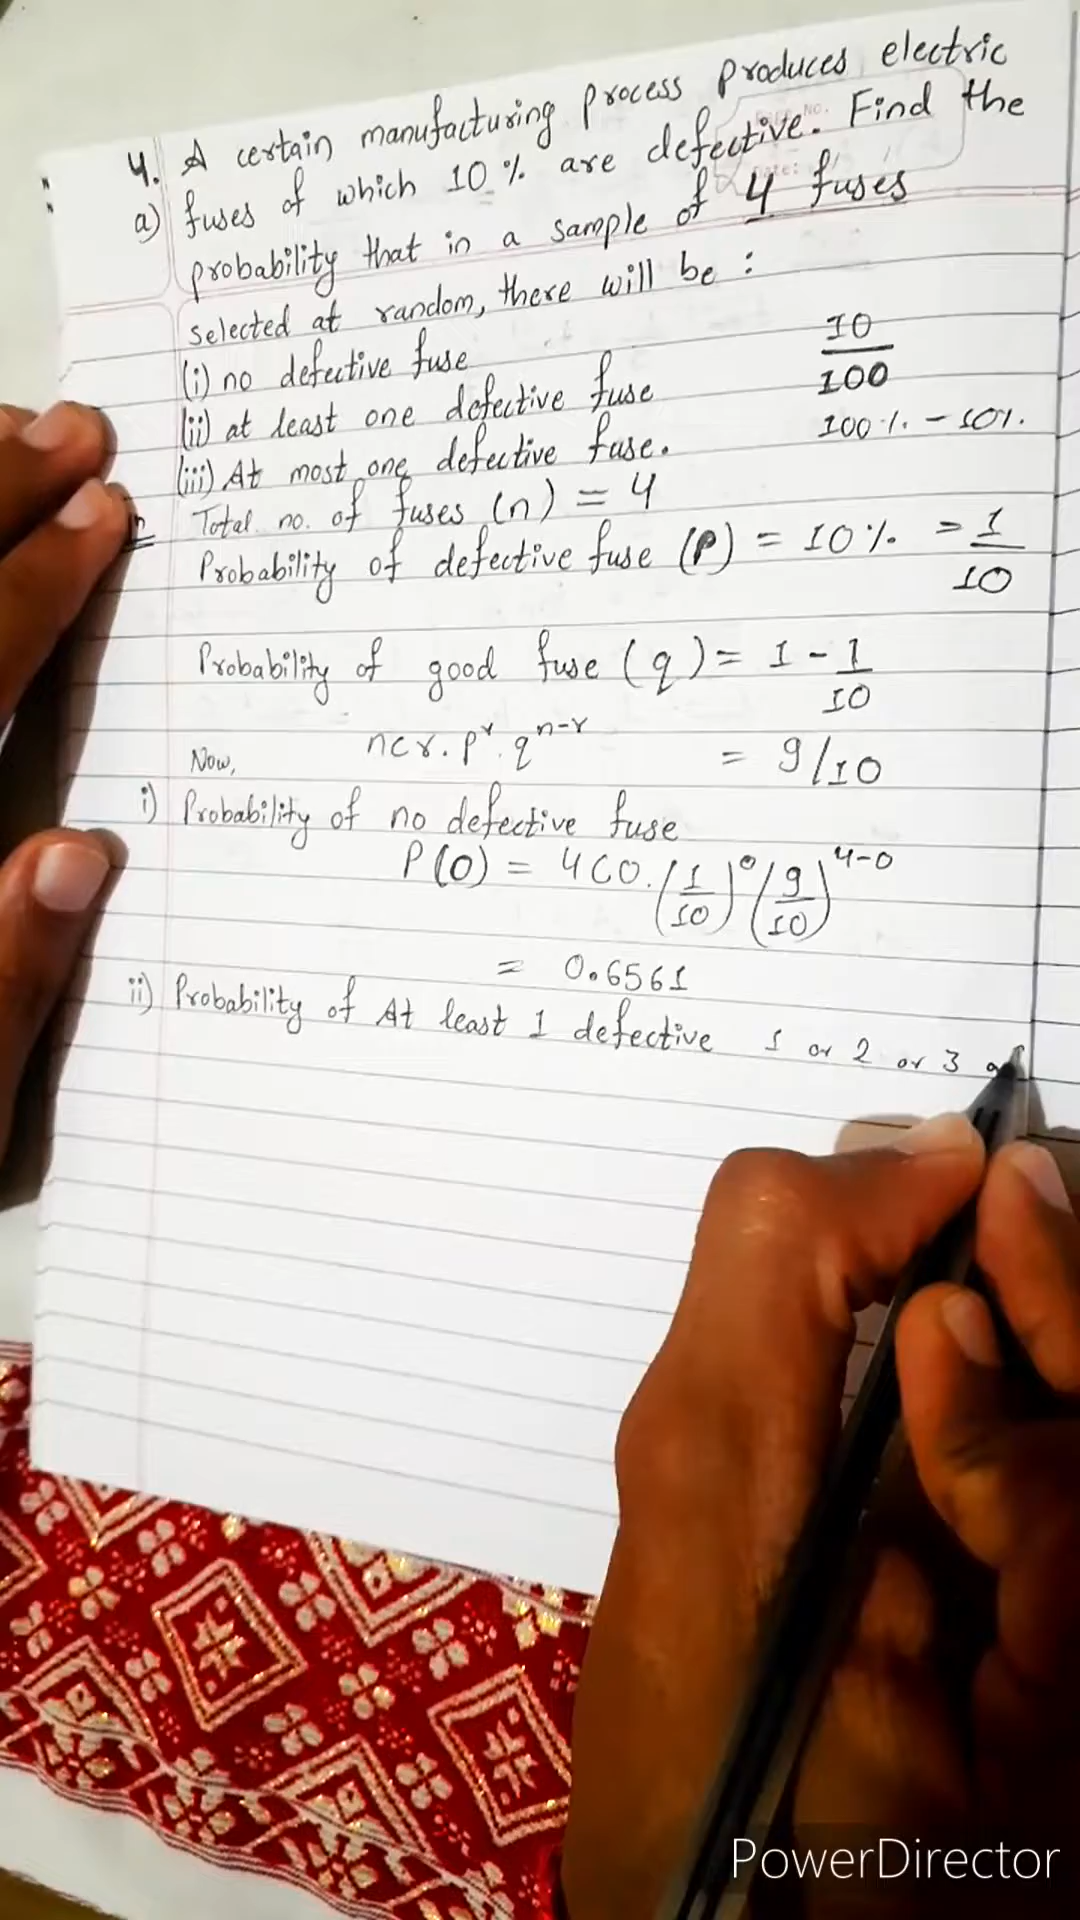 4. A certain manufacturing process produces electric
a) fuses of which 10% are defective. Find the
probability that in a sample of 4 fuses
selected at random, there will be :
(i) no defective fuse
(ii) at least one defective fuse
(iii) At most one defective fuse.
10/100
100% - 10%.
Total no. of fuses (n) = 4
Probability of defective fuse (p) = 10% = 1/10
Probability of good fuse (q) = 1 - 1/10
= 9/10
Now, ncr. p^r. q^n-r
i) Probability of no defective fuse
P(0) = 4C0. (1/10)^0 (9/10)^4-0
= 0.6561
ii) Probability of At least 1 defective 1 or 2 or 3
PowerDirector